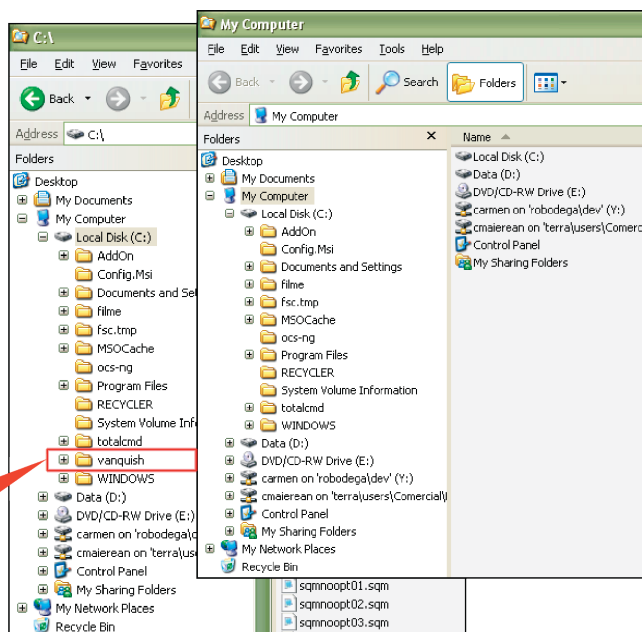 C:\
File Edit View Favorites
Back
Address C:\
Folders
Desktop
My Documents
My Computer
Local Disk (C:)
AddOn
Config.Msi
Documents and Set
filme
fsc.tmp
MSOCache
ocs-ng
Program Files
RECYCLER
System Volume Inf
totalcmd
vanquish
WINDOWS
Data (D:)
DVD/CD-RW Drive (E:)
carmen on 'robodega
cmaierean on 'terra\us
Control Panel
My Sharing Folders
My Network Places
Recycle Bin
My Computer
File Edit View Favorites Tools Help
Back Search Folders
Address My Computer
Folders
Desktop
My Documents
My Computer
Local Disk (C:)
AddOn
Config.Msi
Documents and Settings
filme
fsc.tmp
MSOCache
ocs-ng
Program Files
RECYCLER
System Volume Information
totalcmd
WINDOWS
Data (D:)
DVD/CD-RW Drive (E:)
carmen on 'robodega\dev' (Y:)
cmaierean on 'terra\users\Comercial\
Control Panel
My Sharing Folders
My Network Places
Recycle Bin
Name
Local Disk (C:)
Data (D:)
DVD/CD-RW Drive (E:)
carmen on 'robodega\dev' (Y:)
cmaierean on 'terra\users\Comerc
Control Panel
My Sharing Folders
sqmnoopt01.sqm
sqmnoopt02.sqm
sqmnoopt03.sqm